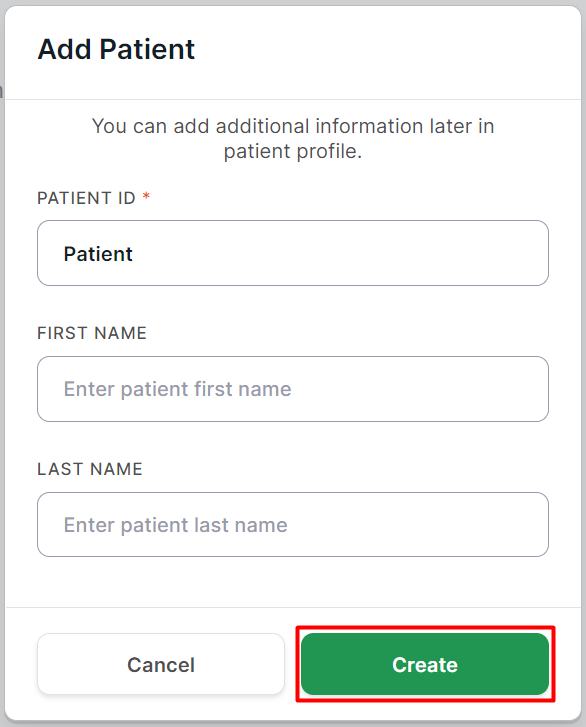 Add Patient
You can add additional information later in
patient profile.
PATIENT ID *
Patient
FIRST NAME
Enter patient first name
LAST NAME
Enter patient last name
Cancel
Create